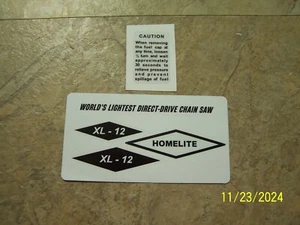 CAUTION
When removing
the fuel cap at
any time, loosen
½ turn and wait
approximately
30 seconds to
relieve pressure
and prevent
spillage of fuel
WORLD'S LIGHTEST DIRECT-DRIVE CHAIN SAW
XL - 12
HOMELITE
XL - 12
11/23/2024